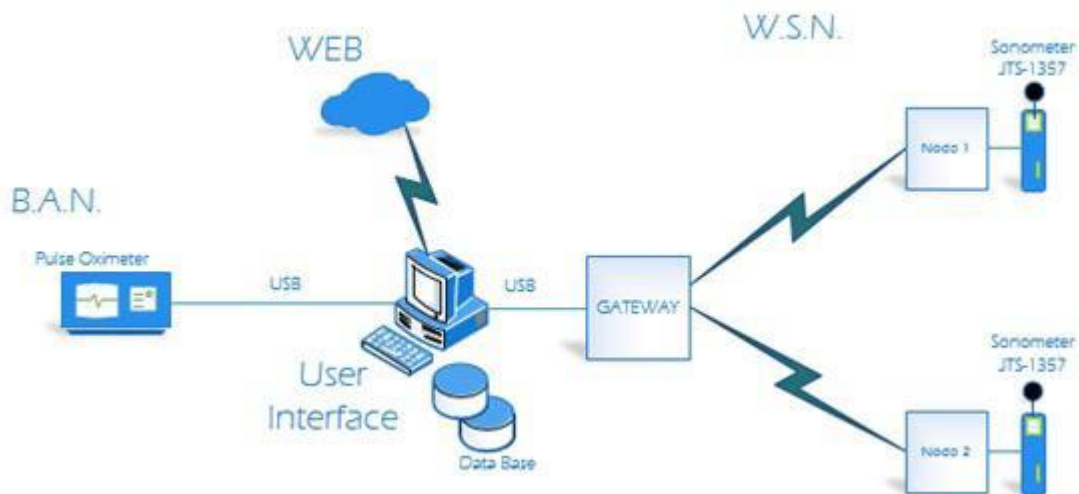 W.S.N.
WEB
Sonometer
JTS-1357
Nodo 1
B.A.N.
Pulse Oximeter
USB
USB
GATEWAY
User
Interface
Data Base
Sonometer
JTS-1357
Nodo 2